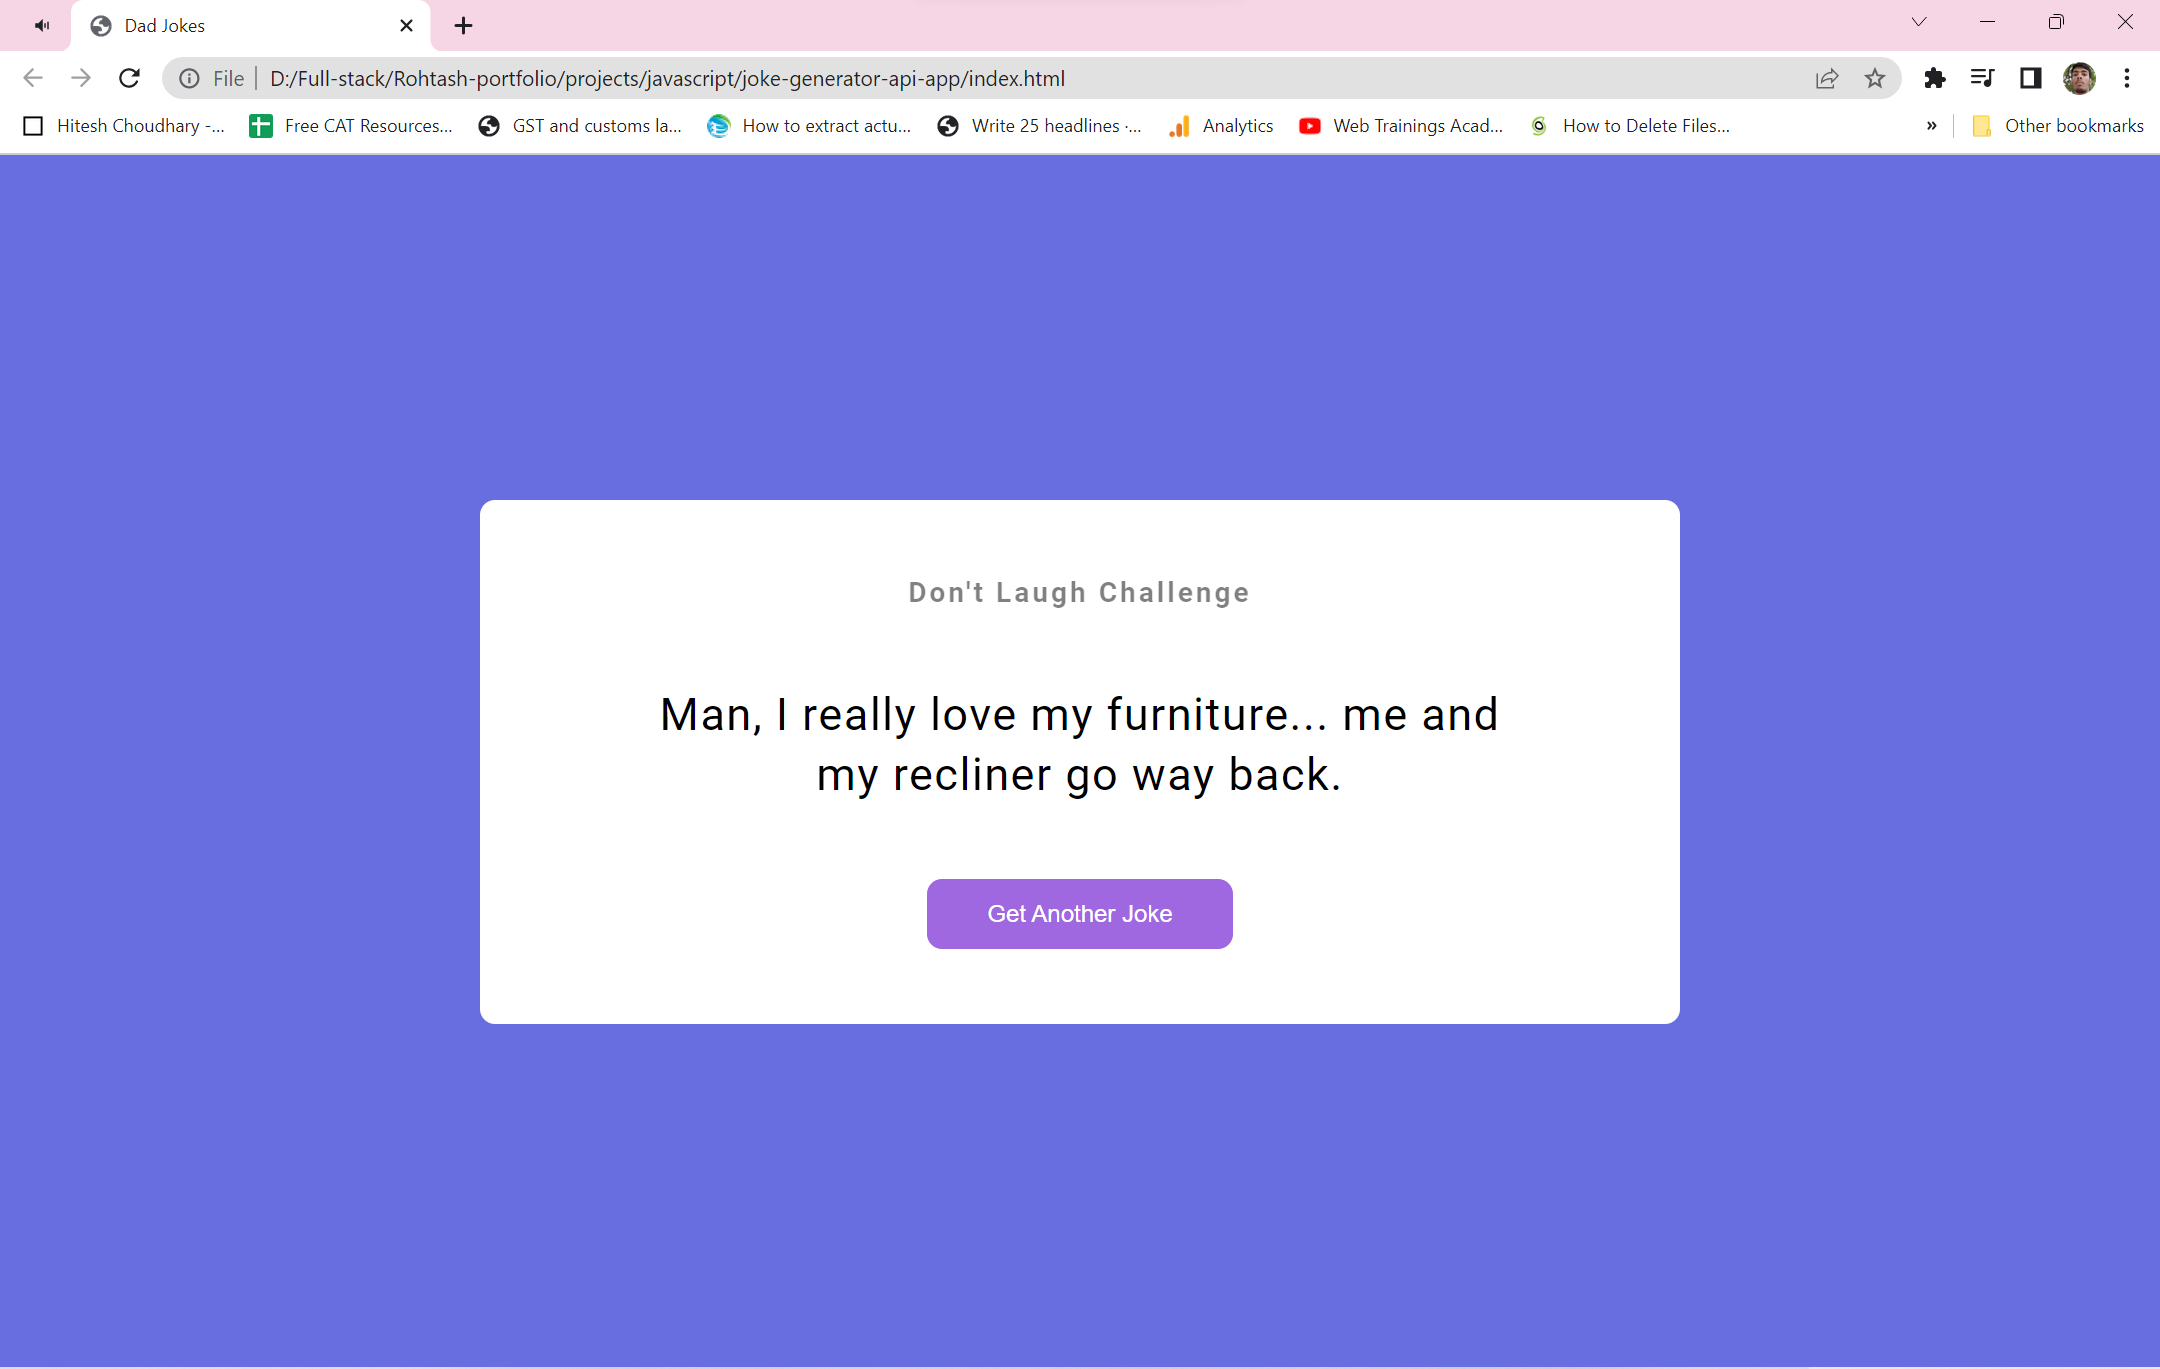 Dad Jokes
File D:/Full-stack/Rohtash-portfolio/projects/javascript/joke-generator-api-app/index.html
Hitesh Choudhary -... Free CAT Resources... GST and customs la... How to extract actu... Write 25 headlines ·... Analytics Web Trainings Acad... How to Delete Files... » Other bookmarks
Don't Laugh Challenge
Man, I really love my furniture... me and
my recliner go way back.
Get Another Joke